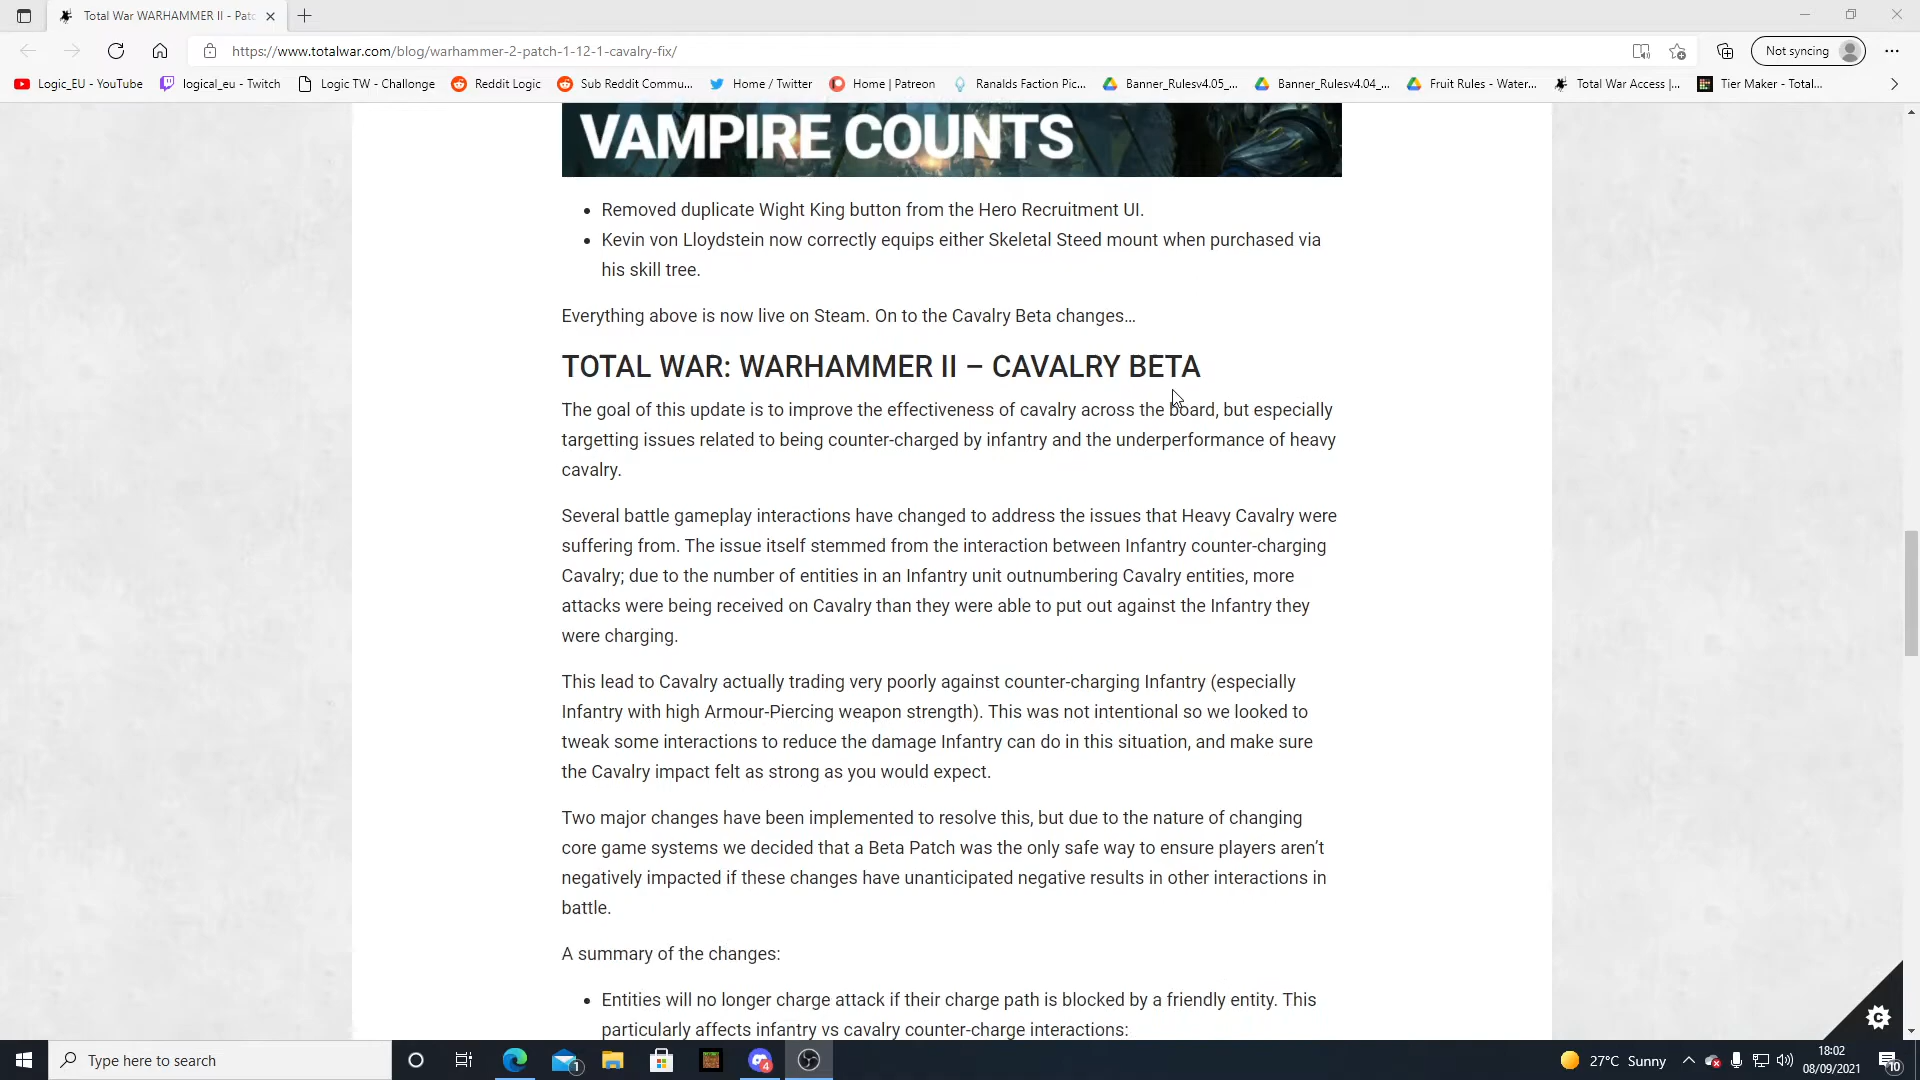 Total War WARHAMMER II - Patc
https://www.totalwar.com/blog/warhammer-2-patch-1-12-1-cavalry-fix/
Not syncing
Logic_EU - YouTube
logical_eu - Twitch
Logic TW - Challonge
Reddit Logic
Sub Reddit Commu...
Home / Twitter
Home | Patreon
Ranalds Faction Pic...
Banner_Rulesv4.05_...
Banner_Rulesv4.04_...
Fruit Rules - Water...
Total War Access |...
Tier Maker - Total...
VAMPIRE COUNTS
• Removed duplicate Wight King button from the Hero Recruitment UI.
• Kevin von Lloydstein now correctly equips either Skeletal Steed mount when purchased via
his skill tree.
Everything above is now live on Steam. On to the Cavalry Beta changes…
TOTAL WAR: WARHAMMER II – CAVALRY BETA
The goal of this update is to improve the effectiveness of cavalry across the board, but especially
targetting issues related to being counter-charged by infantry and the underperformance of heavy
cavalry.
Several battle gameplay interactions have changed to address the issues that Heavy Cavalry were
suffering from. The issue itself stemmed from the interaction between Infantry counter-charging
Cavalry; due to the number of entities in an Infantry unit outnumbering Cavalry entities, more
attacks were being received on Cavalry than they were able to put out against the Infantry they
were charging.
This lead to Cavalry actually trading very poorly against counter-charging Infantry (especially
Infantry with high Armour-Piercing weapon strength). This was not intentional so we looked to
tweak some interactions to reduce the damage Infantry can do in this situation, and make sure
the Cavalry impact felt as strong as you would expect.
Two major changes have been implemented to resolve this, but due to the nature of changing
core game systems we decided that a Beta Patch was the only safe way to ensure players aren’t
negatively impacted if these changes have unanticipated negative results in other interactions in
battle.
A summary of the changes:
• Entities will no longer charge attack if their charge path is blocked by a friendly entity. This
particularly affects infantry vs cavalry counter-charge interactions:
Type here to search
1
4
27°C Sunny
18:02
08/09/2021
10